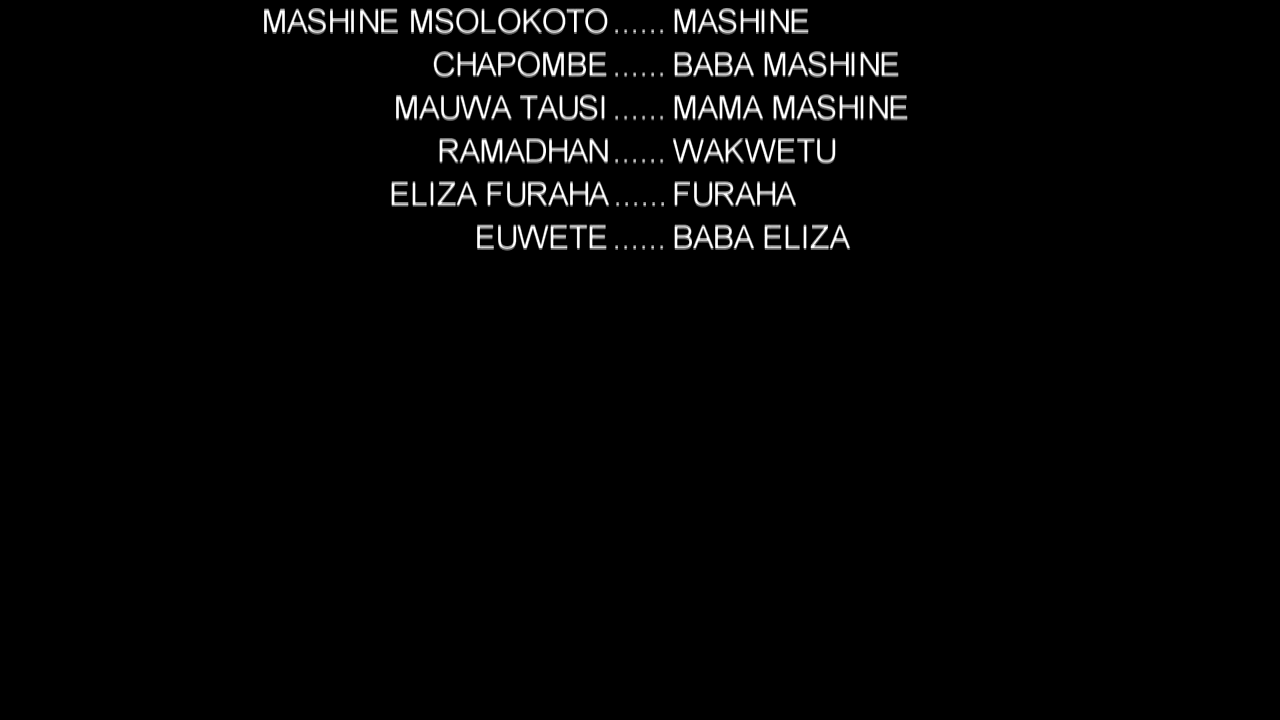 MASHINE MSOLOKOTO ...... MASHINE
CHAPOMBE ...... BABA MASHINE
MAUWA TAUSI ...... MAMA MASHINE
RAMADHAN ...... WAKWETU
ELIZA FURAHA ...... FURAHA
EUWETE ...... BABA ELIZA